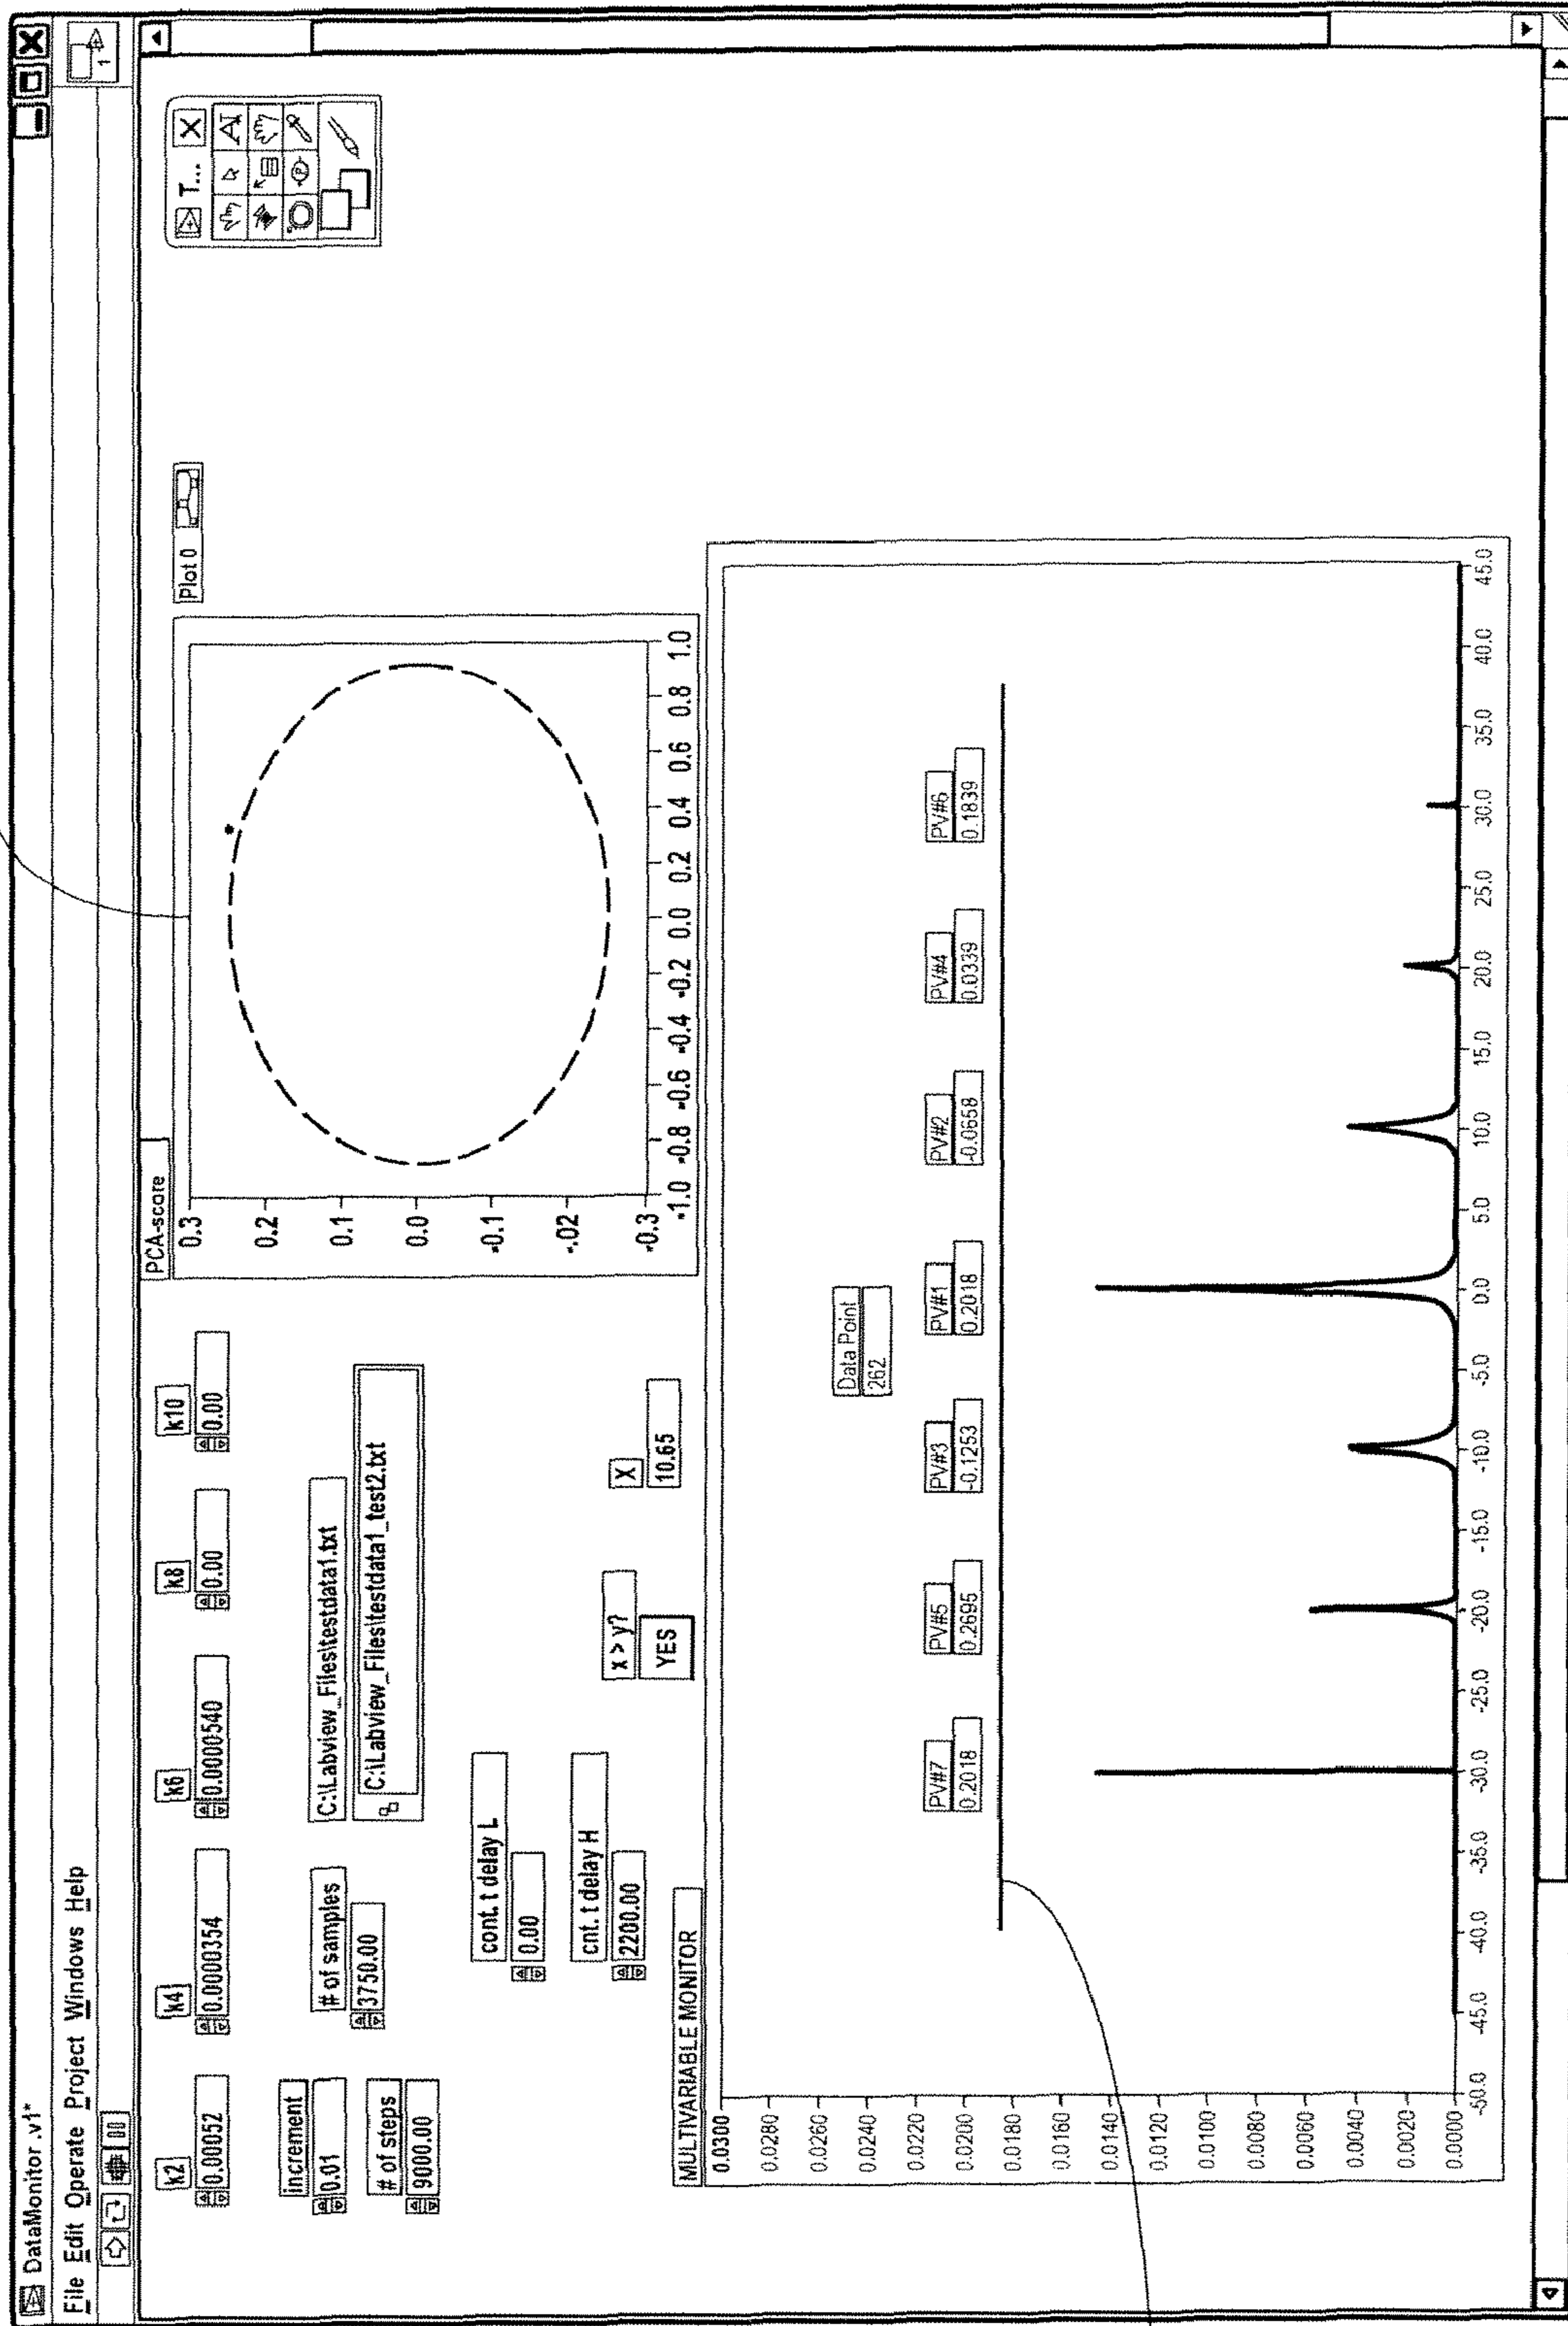 DataMonitor .v1*
File Edit Operate Project Windows Help
1
k2
0.00052
k4
0.0000354
k6
0.0000540
k8
0.00
k10
0.00
increment
0.01
# of steps
9000.00
# of samples
3750.00
C:\Labview_Files\testdata1.txt
C:\Labview_Files\testdata1_test2.txt
cont. t delay L
0.00
cnt. t delay H
2200.00
x > y?
YES
X
10.65
PCA-score
Plot 0
0.3
0.2
0.1
0.0
-0.1
-.02
-0.3
-1.0 -0.8 -0.6 -0.4 -0.2 0.0 0.2 0.4 0.6 0.8 1.0
T...
MULTIVARIABLE MONITOR
Data Point
262
PV#7 PV#5 PV#3 PV#1 PV#2 PV#4 PV#6
0.2018 0.2695 -0.1253 0.2018 -0.0658 0.0339 0.1839
0.0300
0.0280
0.0260
0.0240
0.0220
0.0200
0.0180
0.0160
0.0140
0.0120
0.0100
0.0080
0.0060
0.0040
0.0020
0.0000
-50.0 -45.0 -40.0 -35.0 -30.0 -25.0 -20.0 -15.0 -10.0 -5.0 0.0 5.0 10.0 15.0 20.0 25.0 30.0 35.0 40.0 45.0